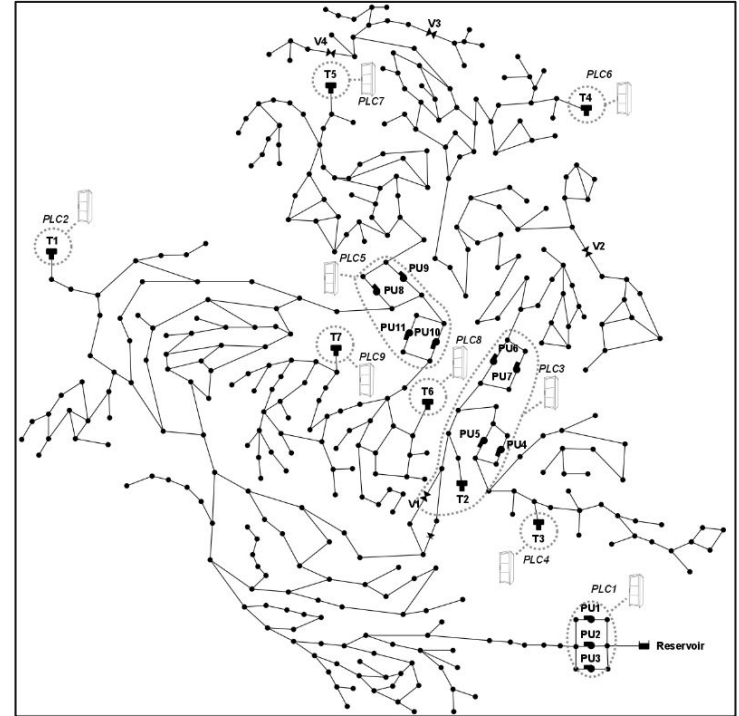 V3
V4
T5
PLC7
PLC6
T4
PLC2
T1
V2
PLC5
PU9
PU8
PU11
PU10
PLC8
T7
PLC9
PU6
PU7
PLC3
T6
PU5
PU4
V1
T2
T3
PLC4
PLC1
PU1
PU2
Reservoir
PU3